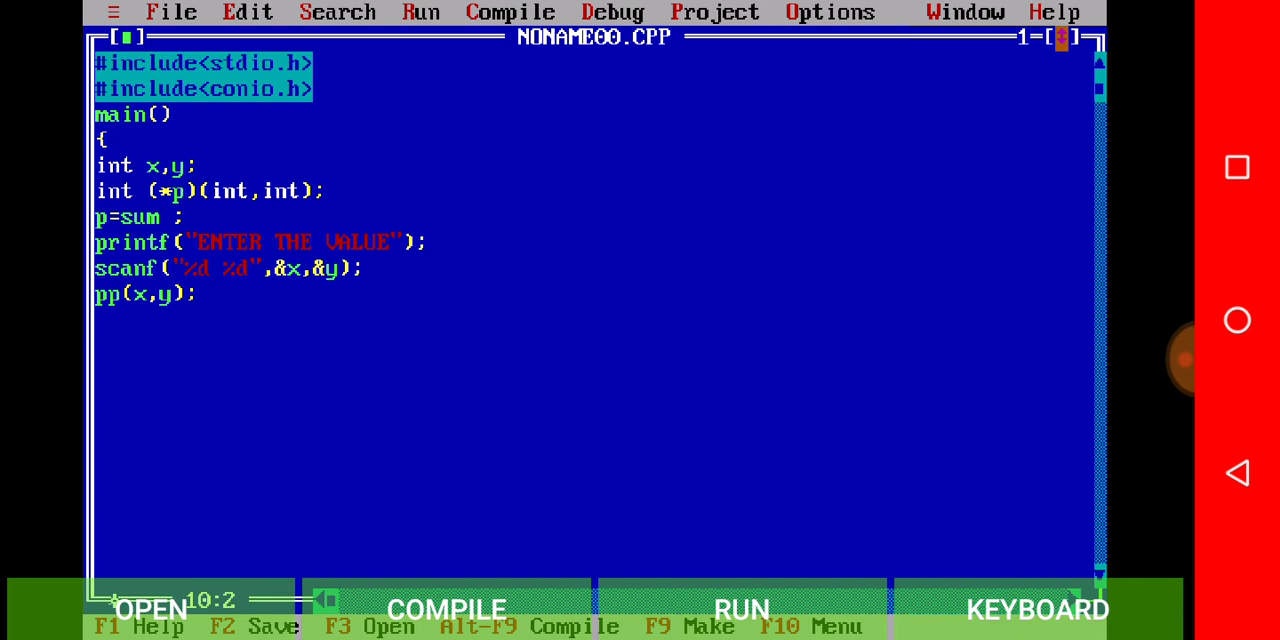 ≡ File Edit Search Run Compile Debug Project Options Window Help
[■] NONAME00.CPP 1=[↕]
#include<stdio.h>
#include<conio.h>
main()
{
int x,y;
int (*p)(int,int);
p=sum ;
printf("ENTER THE VALUE");
scanf("%d %d",&x,&y);
pp(x,y);
10:2
OPEN COMPILE RUN KEYBOARD
F1 Help F2 Save F3 Open Alt-F9 Compile F9 Make F10 Menu